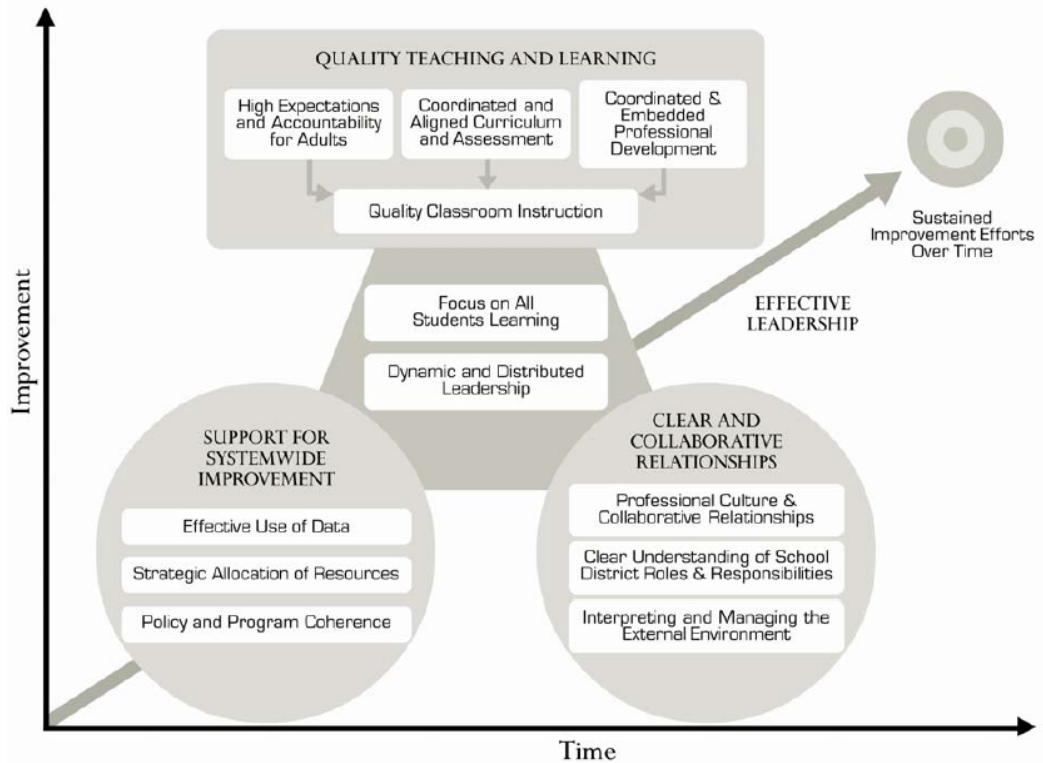 QUALITY TEACHING AND LEARNING
High Expectations
and Accountability
for Adults
Coordinated and
Aligned Curriculum
and Assessment
Coordinated &
Embedded
Professional
Development
Quality Classroom Instruction
Focus on All
Students Learning
Dynamic and Distributed
Leadership
Sustained
Improvement Efforts
Over Time
EFFECTIVE
LEADERSHIP
Improvement
SUPPORT FOR
SYSTEMWIDE
IMPROVEMENT
Effective Use of Data
Strategic Allocation of Resources
Policy and Program Coherence
CLEAR AND
COLLABORATIVE
RELATIONSHIPS
Professional Culture &
Collaborative Relationships
Clear Understanding of School
District Roles & Responsibilities
Interpreting and Managing the
External Environment
Time